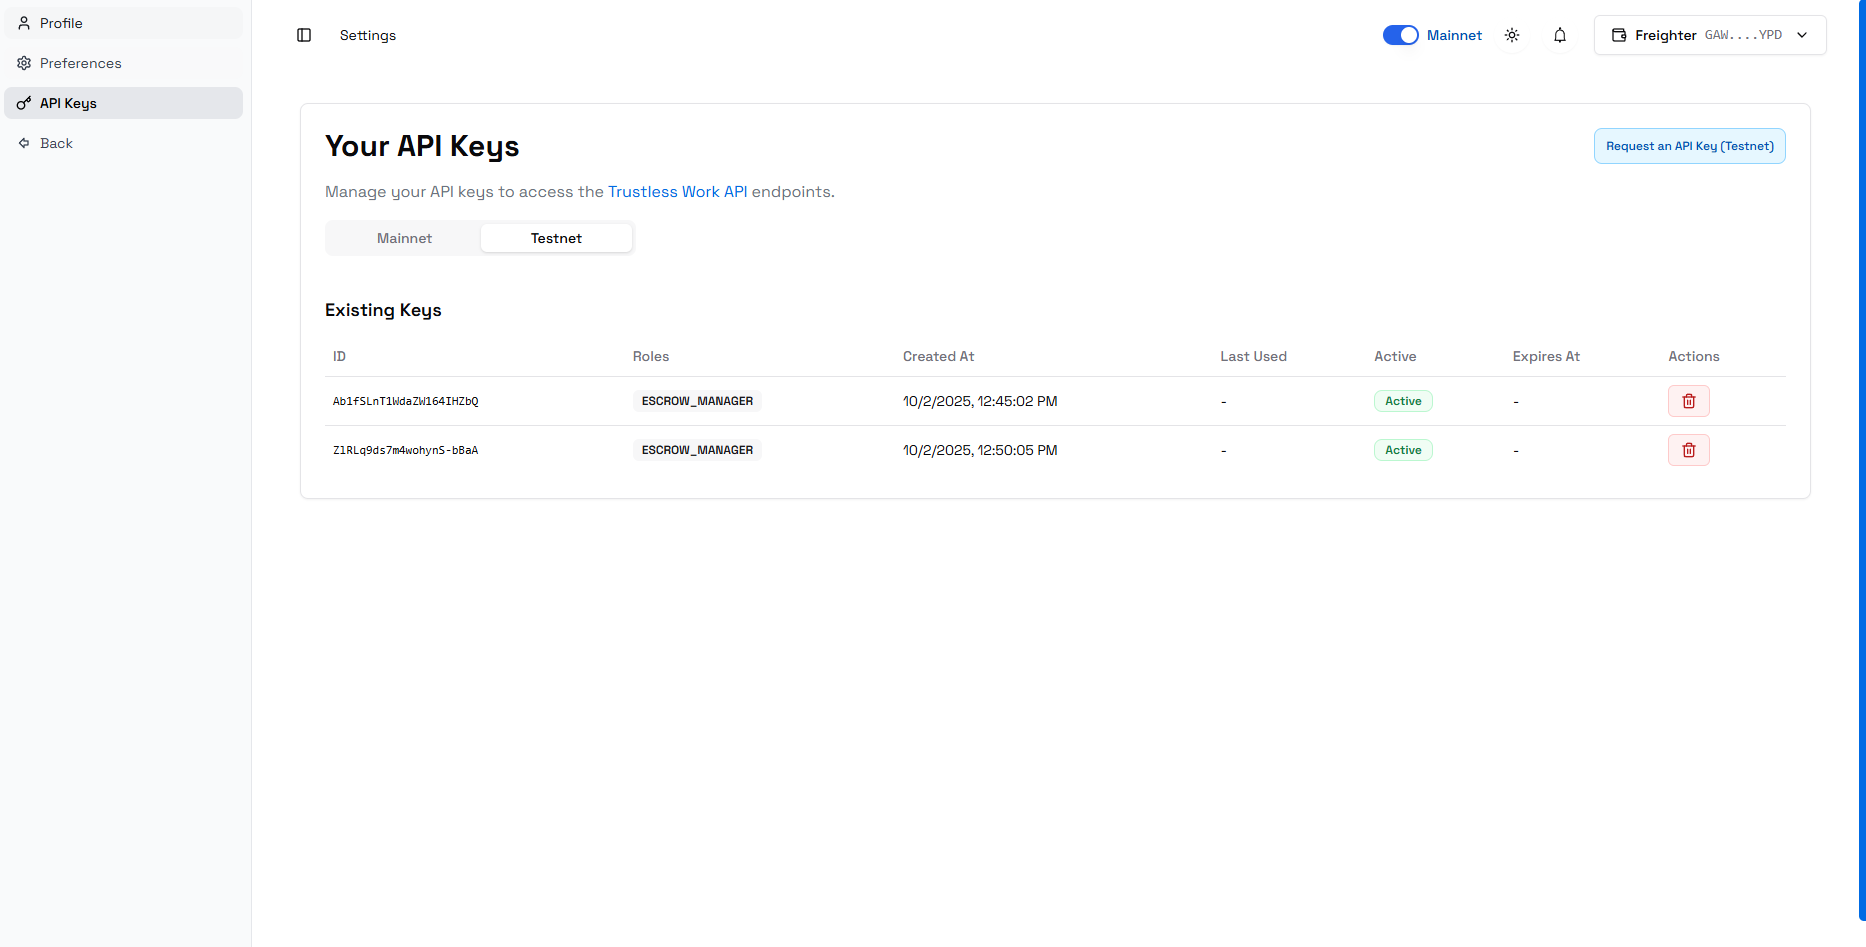 Profile
Preferences
API Keys
Back
Settings
Mainnet
Freighter GAW....YPD
Your API Keys
Request an API Key (Testnet)
Manage your API keys to access the Trustless Work API endpoints.
Mainnet Testnet
Existing Keys
ID Roles Created At Last Used Active Expires At Actions
Ab1fSLnT1WdaZW164IHZbQ ESCROW_MANAGER 10/2/2025, 12:45:02 PM - Active -
ZlRLq9ds7m4wohynS-bBaA ESCROW_MANAGER 10/2/2025, 12:50:05 PM - Active -